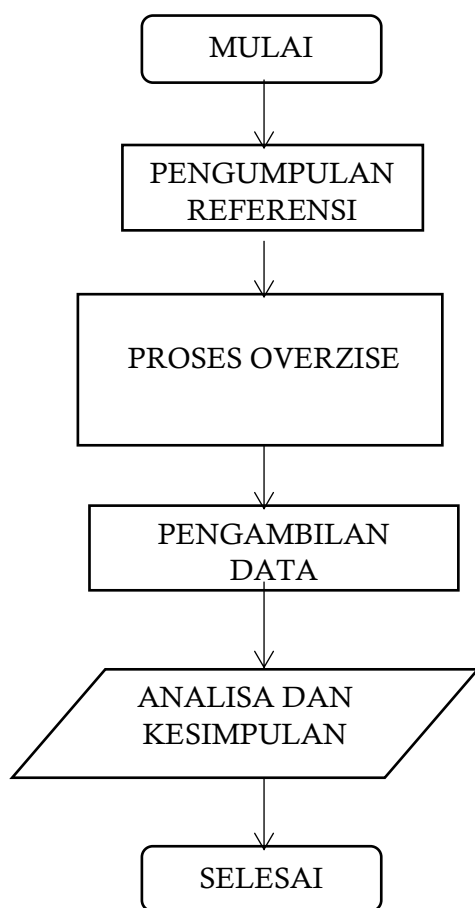 MULAI
PENGUMPULAN
REFERENSI
PROSES OVERZISE
PENGAMBILAN
DATA
ANALISA DAN
KESIMPULAN
SELESAI